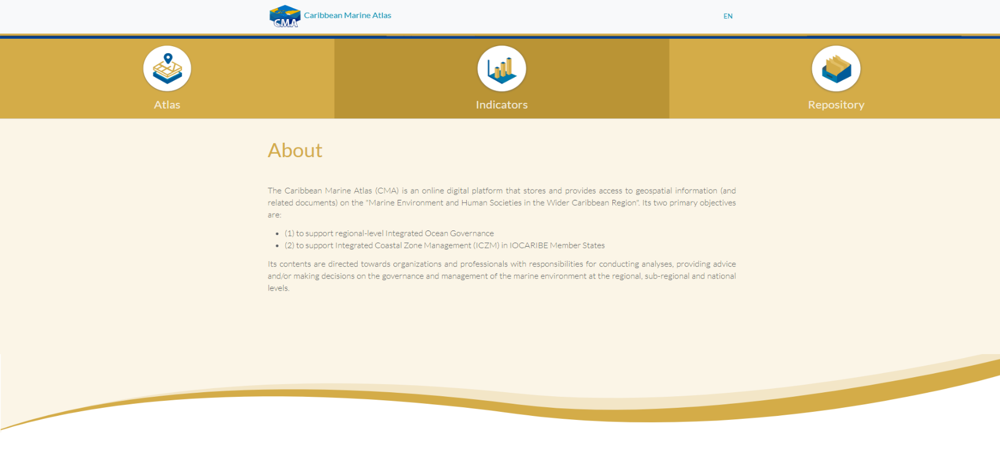 CMA
Caribbean Marine Atlas
EN
Atlas
Indicators
Repository
About
The Caribbean Marine Atlas (CMA) is an online digital platform that stores and provides access to geospatial information (and
related documents) on the "Marine Environment and Human Societies in the Wider Caribbean Region". Its two primary objectives
are:
• (1) to support regional-level Integrated Ocean Governance
• (2) to support Integrated Coastal Zone Management (ICZM) in IOCARIBE Member States
Its contents are directed towards organizations and professionals with responsibilities for conducting analyses, providing advice
and/or making decisions on the governance and management of the marine environment at the regional, sub-regional and national
levels.